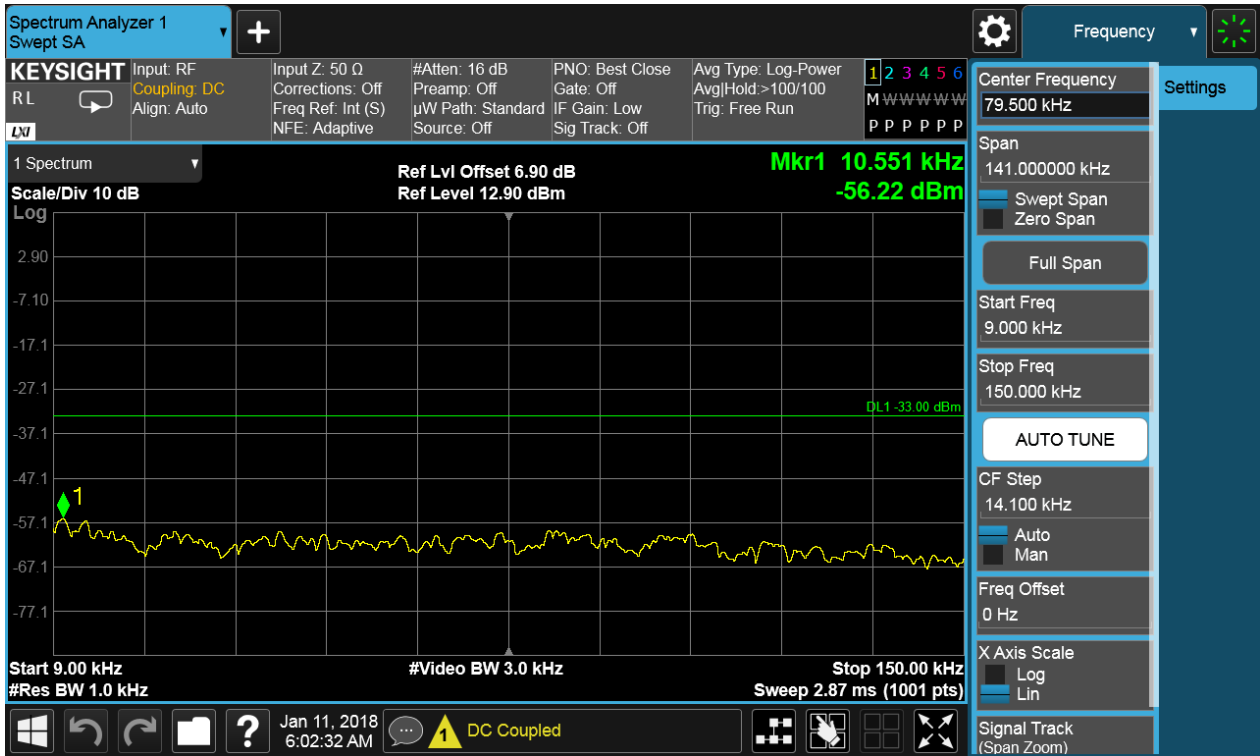 Spectrum Analyzer 1
Swept SA
Frequency
KEYSIGHT
RL
LXI
Input: RF
Coupling: DC
Align: Auto
Input Z: 50 Ω
Corrections: Off
Freq Ref: Int (S)
NFE: Adaptive
#Atten: 16 dB
Preamp: Off
µW Path: Standard
Source: Off
PNO: Best Close
Gate: Off
IF Gain: Low
Sig Track: Off
Avg Type: Log-Power
Avg|Hold:>100/100
Trig: Free Run
1 2 3 4 5 6
M W W W W W
P P P P P P
1 Spectrum
Scale/Div 10 dB
Log
Ref Lvl Offset 6.90 dB
Ref Level 12.90 dBm
Mkr1 10.551 kHz
-56.22 dBm
2.90
-7.10
-17.1
-27.1
-37.1
-47.1
-57.1
-67.1
-77.1
DL1 -33.00 dBm
1
Start 9.00 kHz
#Res BW 1.0 kHz
#Video BW 3.0 kHz
Stop 150.00 kHz
Sweep 2.87 ms (1001 pts)
Center Frequency
79.500 kHz
Span
141.000000 kHz
Swept Span
Zero Span
Full Span
Start Freq
9.000 kHz
Stop Freq
150.000 kHz
AUTO TUNE
CF Step
14.100 kHz
Auto
Man
Freq Offset
0 Hz
X Axis Scale
Log
Lin
Signal Track
(Span Zoom)
Settings
?
Jan 11, 2018
6:02:32 AM
1
DC Coupled